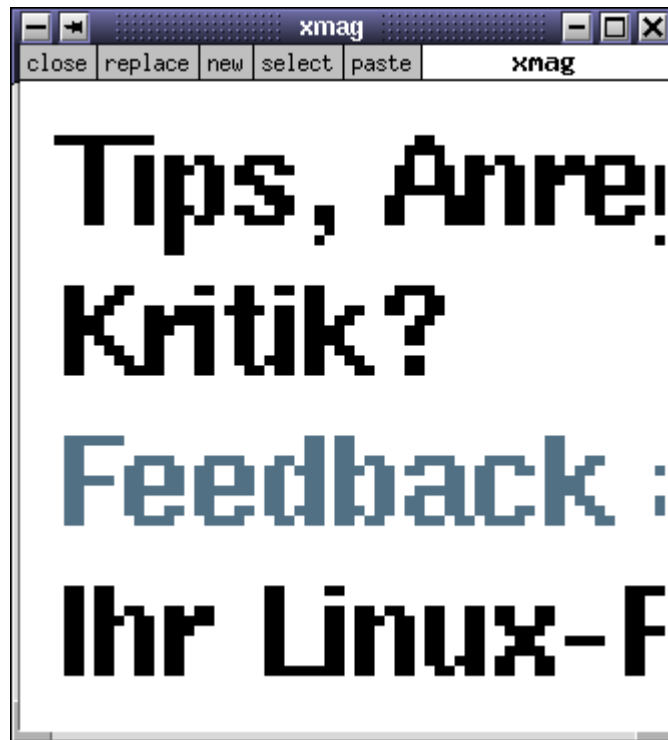 xmag
close replace new select paste xmag
Tips, Anre
Kritik?
Feedback
Ihr Linux-F